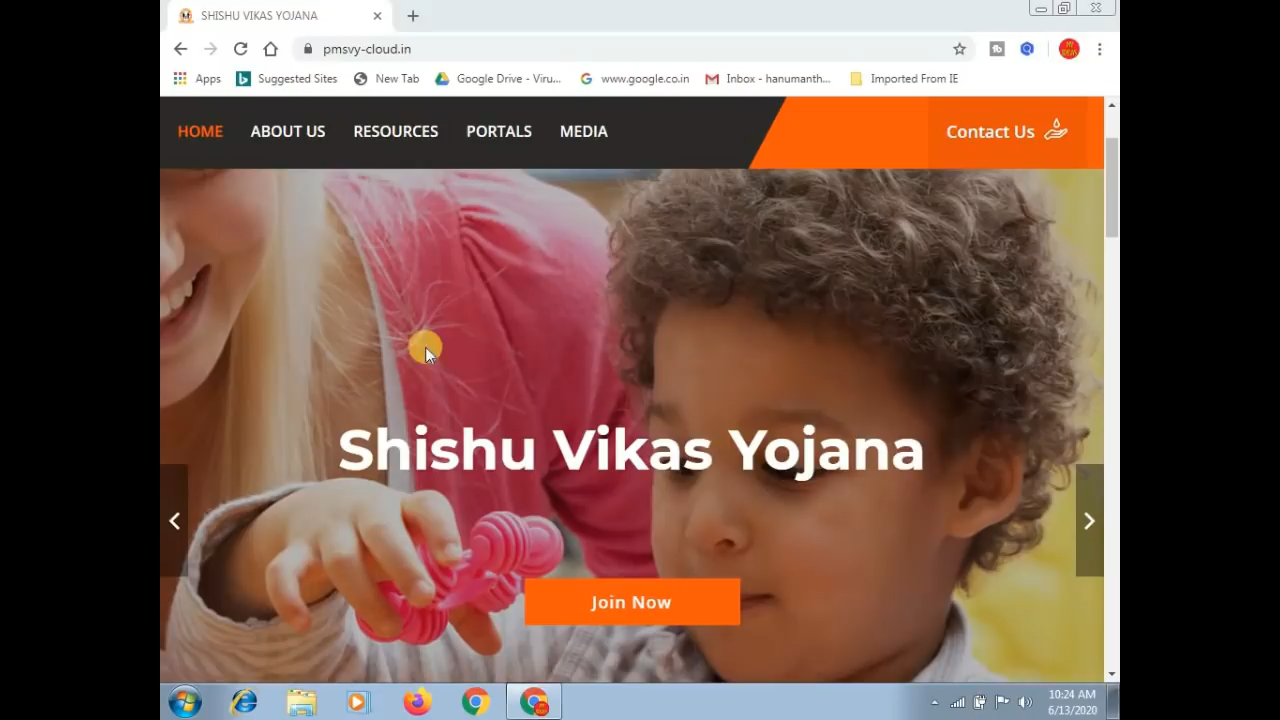 SHISHU VIKAS YOJANA
pmsvy-cloud.in
Apps Suggested Sites New Tab Google Drive - Viru... www.google.co.in Inbox - hanumanth... Imported From IE
HOME ABOUT US RESOURCES PORTALS MEDIA Contact Us
Shishu Vikas Yojana
Join Now
10:24 AM
6/13/2020